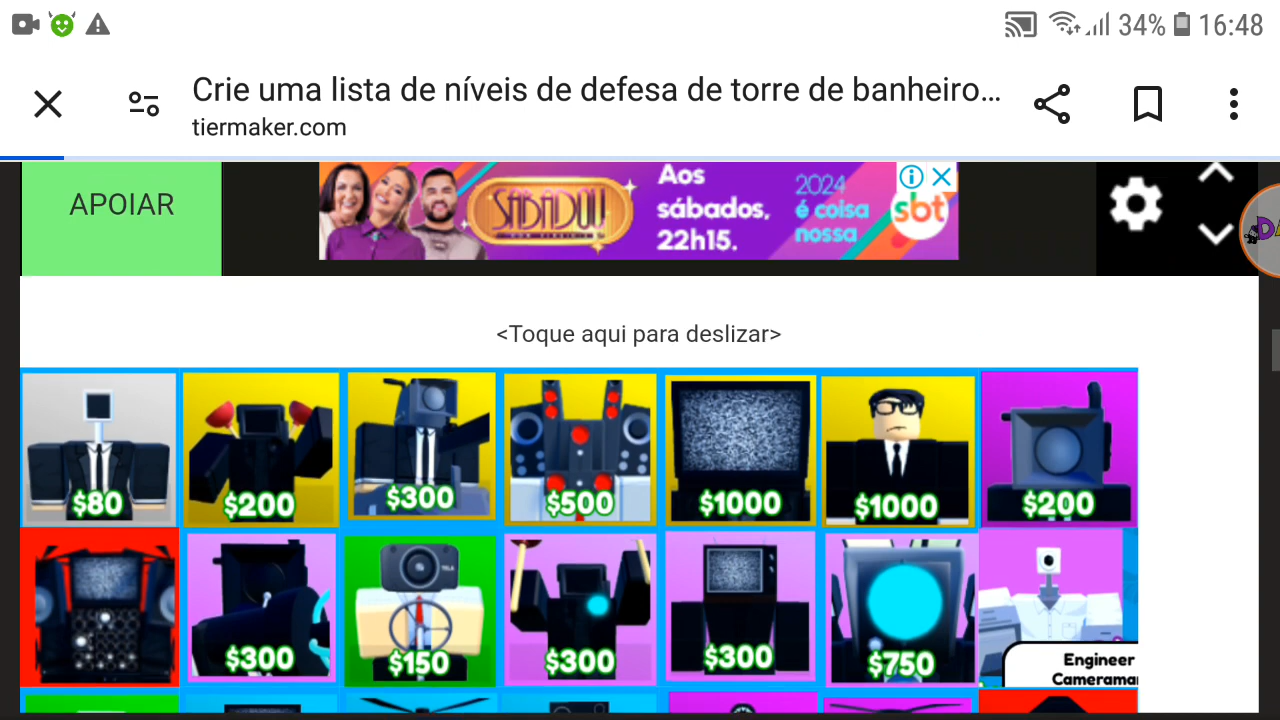 34% 16:48
Crie uma lista de níveis de defesa de torre de banheiro...
tiermaker.com
APOIAR
SABADOU
Aos
sábados,
22h15.
2024
é coisa
nossa
sbt
<Toque aqui para deslizar>
$80 $200 $300 $500 $1000 $1000 $200
$300 $150 $300 $300 $750
Engineer